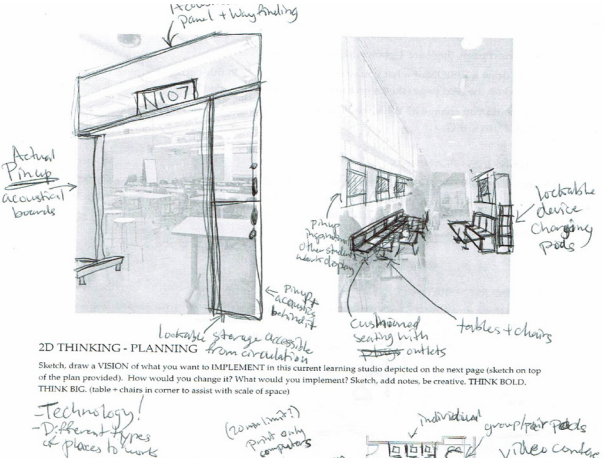 Panel + Wayfinding
N107
Actual
Pinup
acoustical
boards
Pinup
acoustics
behind it
lockable storage accessible
from circulation
Pinup
inspiration
Other student
work display
cushioned
seating with
outlets
tables + chairs
lockable
device
charging
pods
2D THINKING - PLANNING
Sketch, draw a VISION of what you want to IMPLEMENT in this current learning studio depicted on the next page (sketch on top
of the plan provided). How would you change it? What would you implement? Sketch, add notes, be creative. THINK BOLD.
THINK BIG. (table + chairs in corner to assist with scale of space)
- Technology!
- Different types
of places to work
(20 min limit?)
print only
computers
individual
group/pair pods
video